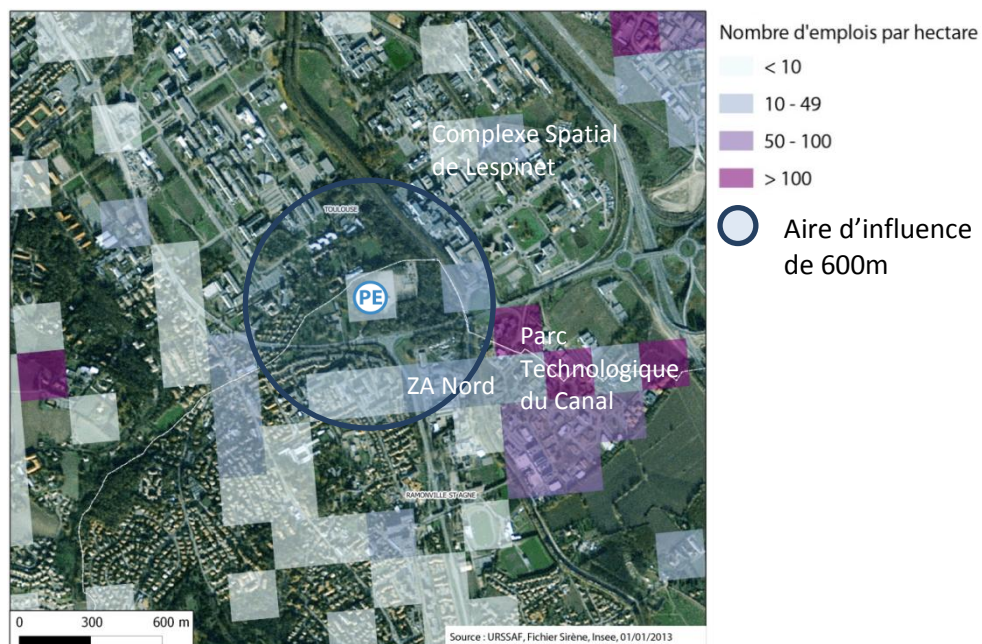 Nombre d'emplois par hectare
< 10
10 - 49
50 - 100
> 100
Aire d’influence
de 600m
Complexe Spatial
de Lespinet
TOULOUSE
PE
Parc
Technologique
du Canal
ZA Nord
RAMONVILLE ST-AGNE
0 300 600 m
Source : URSSAF, Fichier Sirène, Insee, 01/01/2013